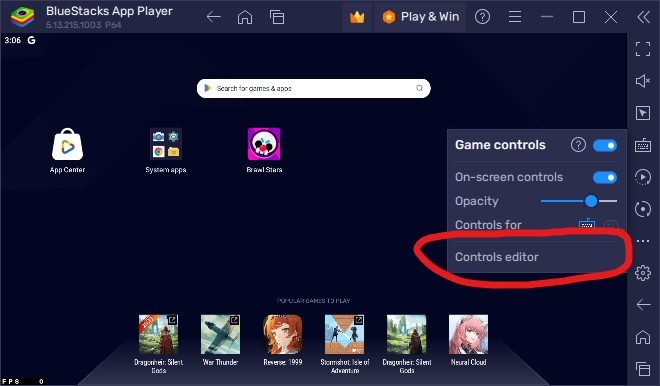 BlueStacks App Player
5.13.215.1003 P64
Play & Win
3:06 G
Search for games & apps
App Center
System apps
Brawl Stars
Game controls
On-screen controls
Opacity
Controls for
Controls editor
POPULAR GAMES TO PLAY
Dragonheir: Silent
Gods
War Thunder
Reverse: 1999
Stormshot: Isle of
Adventure
Dragonheir: Silent
Gods
Neural Cloud
FPS 0